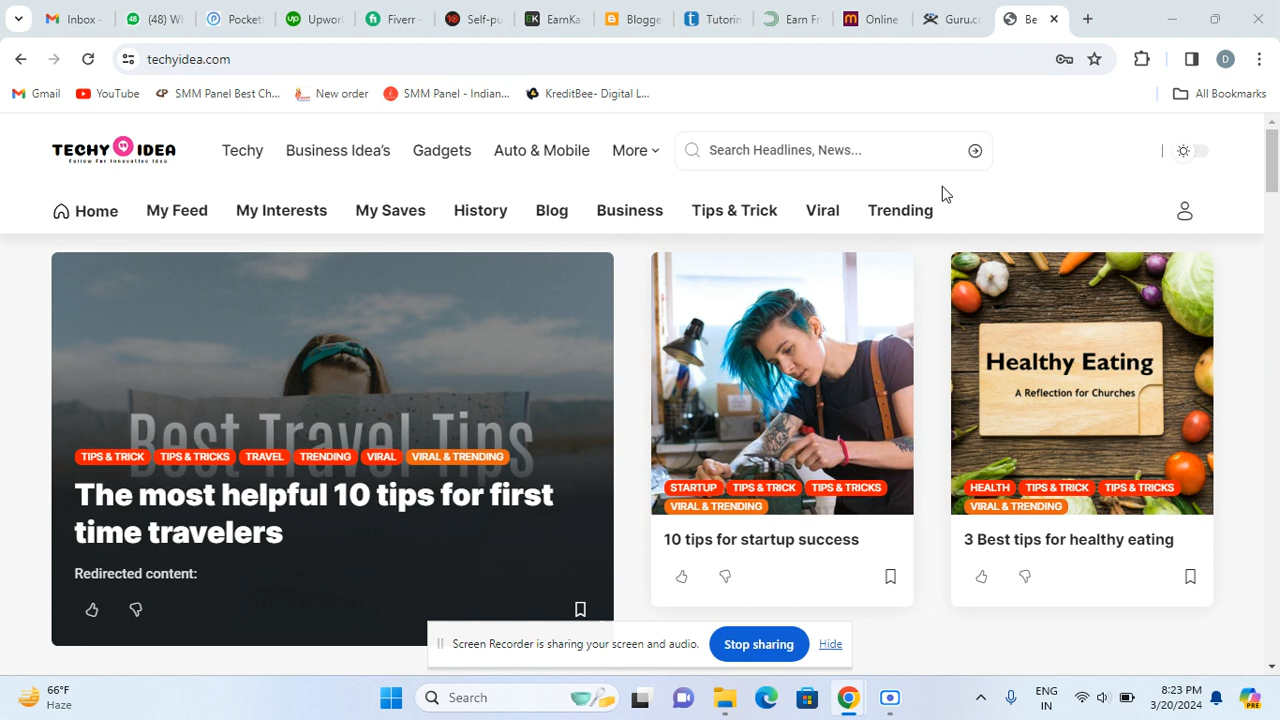 Inbox -
(48) W
Pocket
Upwor
Fiverr -
Self-pu
EarnKa
Blogge
Tutorin
Earn Fr
Online
Guru.c
Be
techyidea.com
D
Gmail
YouTube
SMM Panel Best Ch...
New order
SMM Panel - Indian...
KreditBee- Digital L...
All Bookmarks
TECHY IDEA
Follow For Innovative Idea
Techy
Business Idea's
Gadgets
Auto & Mobile
More
Search Headlines, News...
Home
My Feed
My Interests
My Saves
History
Blog
Business
Tips & Trick
Viral
Trending
Best Travel Tips
TIPS & TRICK
TIPS & TRICKS
TRAVEL
TRENDING
VIRAL
VIRAL & TRENDING
The most helpful 10 tips for first
time travelers
Redirected content:
STARTUP
TIPS & TRICK
TIPS & TRICKS
VIRAL & TRENDING
10 tips for startup success
Healthy Eating
A Reflection for Churches
HEALTH
TIPS & TRICK
TIPS & TRICKS
VIRAL & TRENDING
3 Best tips for healthy eating
Screen Recorder is sharing your screen and audio.
Stop sharing
Hide
66°F
Haze
Search
ENG
IN
8:23 PM
3/20/2024
PRE